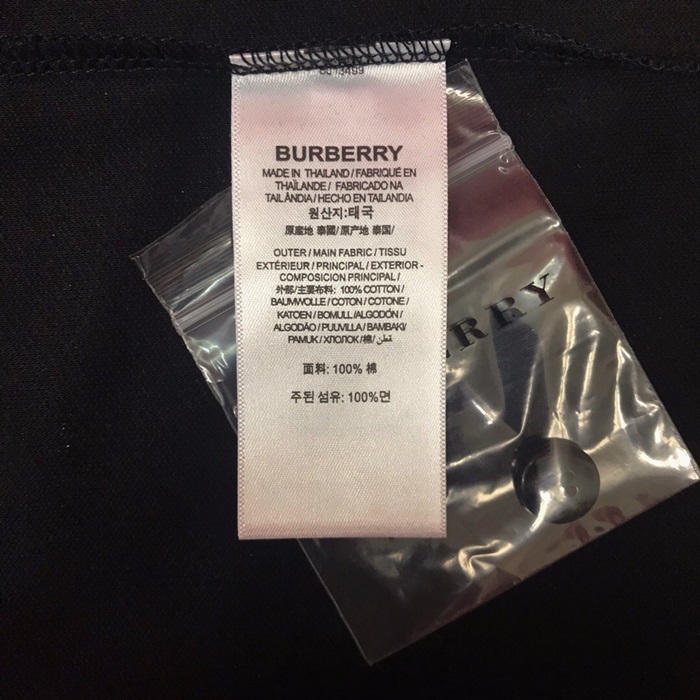 BURBERRY
MADE IN THAILAND / FABRIQUÉ EN
THAÏLANDE / FABRICADO NA
TAILÂNDIA / HECHO EN TAILANDIA
원산지:태국
原産地 泰國/ 原产地 泰国/
OUTER / MAIN FABRIC / TISSU
EXTÉRIEUR / PRINCIPAL / EXTERIOR -
COMPOSICION PRINCIPAL /
外部/主要布料: 100% COTTON /
BAUMWOLLE / COTON / COTONE /
KATOEN / BOMULL /ALGODÓN /
ALGODÃO / PUUVILLA / BAMBAKI/
PAMUK / ХЛОПОК /棉/ قطن/
面料: 100% 棉
주된 섬유: 100%면
RRY